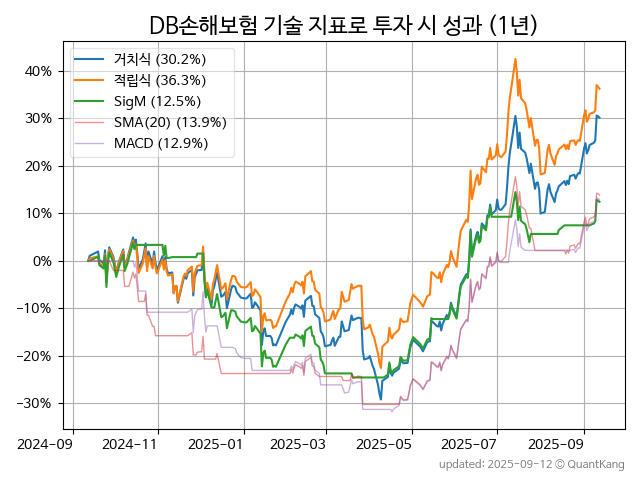 DB손해보험 기술 지표로 투자 시 성과 (1년)
거치식 (30.2%)
적립식 (36.3%)
SigM (12.5%)
SMA(20) (13.9%)
MACD (12.9%)
40%
30%
20%
10%
0%
−10%
−20%
−30%
2024-09 2024-11 2025-01 2025-03 2025-05 2025-07 2025-09
updated: 2025-09-12 © QuantKang